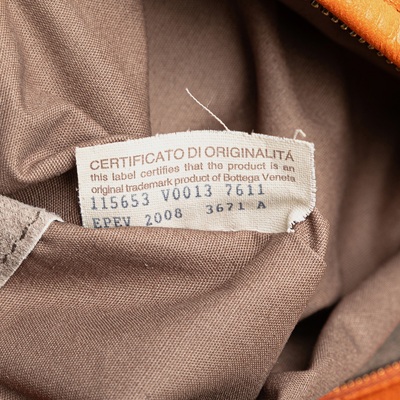 CERTIFICATO DI ORIGINALITÁ
this label certifies that the product is an
original trademark product of Bottega Veneta
115653 V0013 7611
EPEV 2008 3671 A